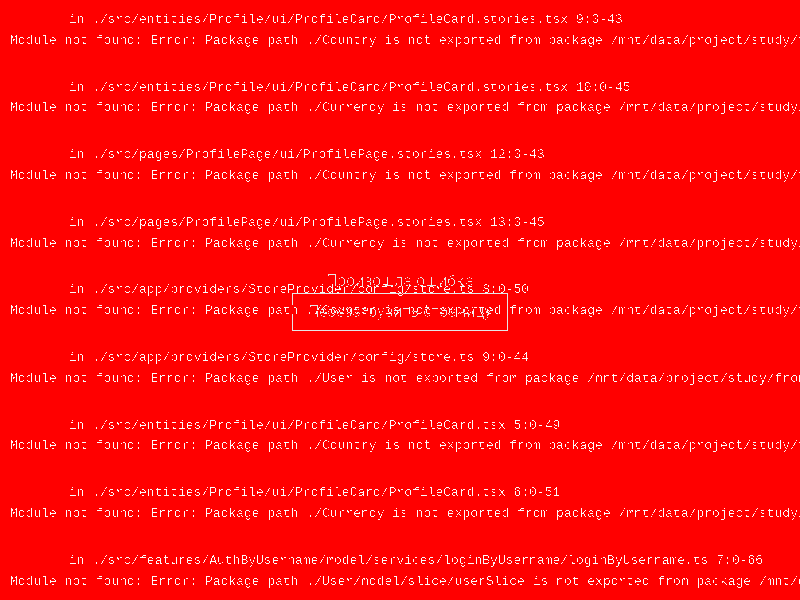 in ./src/entities/Profile/ui/ProfileCard/ProfileCard.stories.tsx 9:0-43
Module not found: Error: Package path ./Country is not exported from package /mnt/data/project/study/
in ./src/entities/Profile/ui/ProfileCard/ProfileCard.stories.tsx 10:0-45
Module not found: Error: Package path ./Currency is not exported from package /mnt/data/project/study
in ./src/pages/ProfilePage/ui/ProfilePage.stories.tsx 12:0-43
Module not found: Error: Package path ./Country is not exported from package /mnt/data/project/study/
in ./src/pages/ProfilePage/ui/ProfilePage.stories.tsx 13:0-45
Module not found: Error: Package path ./Currency is not exported from package /mnt/data/project/study
in ./src/app/providers/StoreProvider/config/store.ts 8:0-50
Module not found: Error: Package path is not exported from package /mnt/data/project/study/
in ./src/app/providers/StoreProvider/config/store.ts 9:0-44
Module not found: Error: Package path ./User is not exported from package /mnt/data/project/study/fron
in ./src/entities/Profile/ui/ProfileCard/ProfileCard.tsx 5:0-49
Module not found: Error: Package path ./Country is not exported from package /mnt/data/project/study/
in ./src/entities/Profile/ui/ProfileCard/ProfileCard.tsx 6:0-51
Module not found: Error: Package path ./Currency is not exported from package /mnt/data/project/study
in ./src/features/AuthByUsername/model/services/loginByUsername/loginByUsername.ts 7:0-66
Module not found: Error: Package path ./User/model/slice/userSlice is not exported from package /mnt/